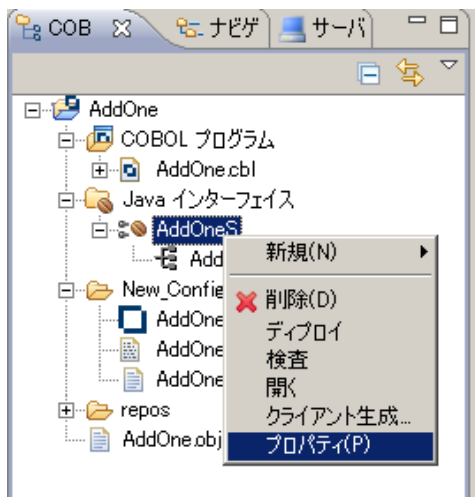 COB ナビゲ サーバ
AddOne
COBOL プログラム
AddOne.cbl
Java インターフェイス
AddOneS
Add
New_Config
AddOne
AddOne
AddOne
repos
AddOne.obj
新規(N)
削除(D)
ディプロイ
検査
開く
クライアント生成...
プロパティ(P)